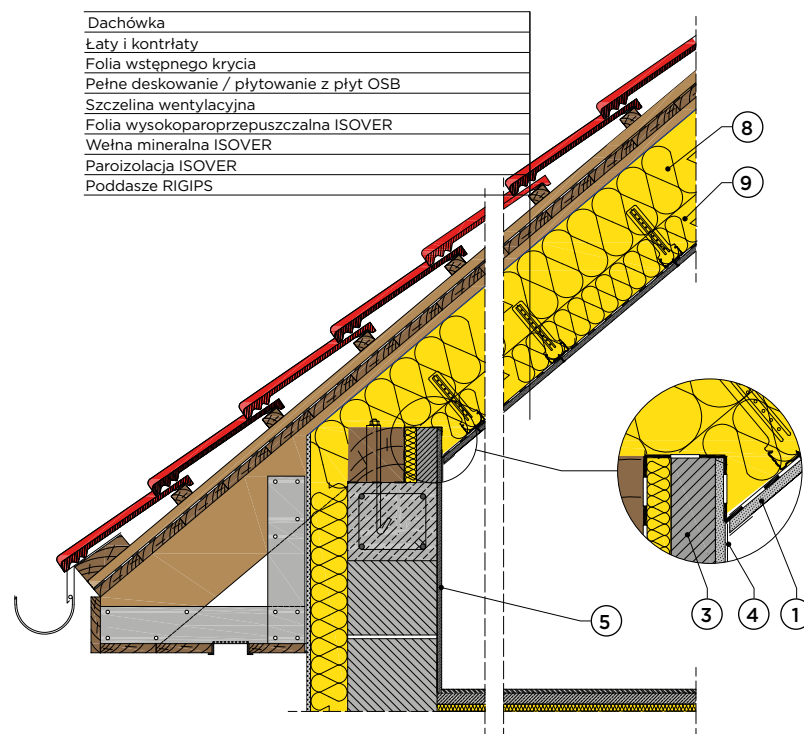 Dachówka
Łaty i kontrłaty
Folia wstępnego krycia
Pełne deskowanie / płytowanie z płyt OSB
Szczelina wentylacyjna
Folia wysokoparoprzepuszczalna ISOVER
Wełna mineralna ISOVER
Paroizolacja ISOVER
Poddasze RIGIPS
8
9
5
3
4
1